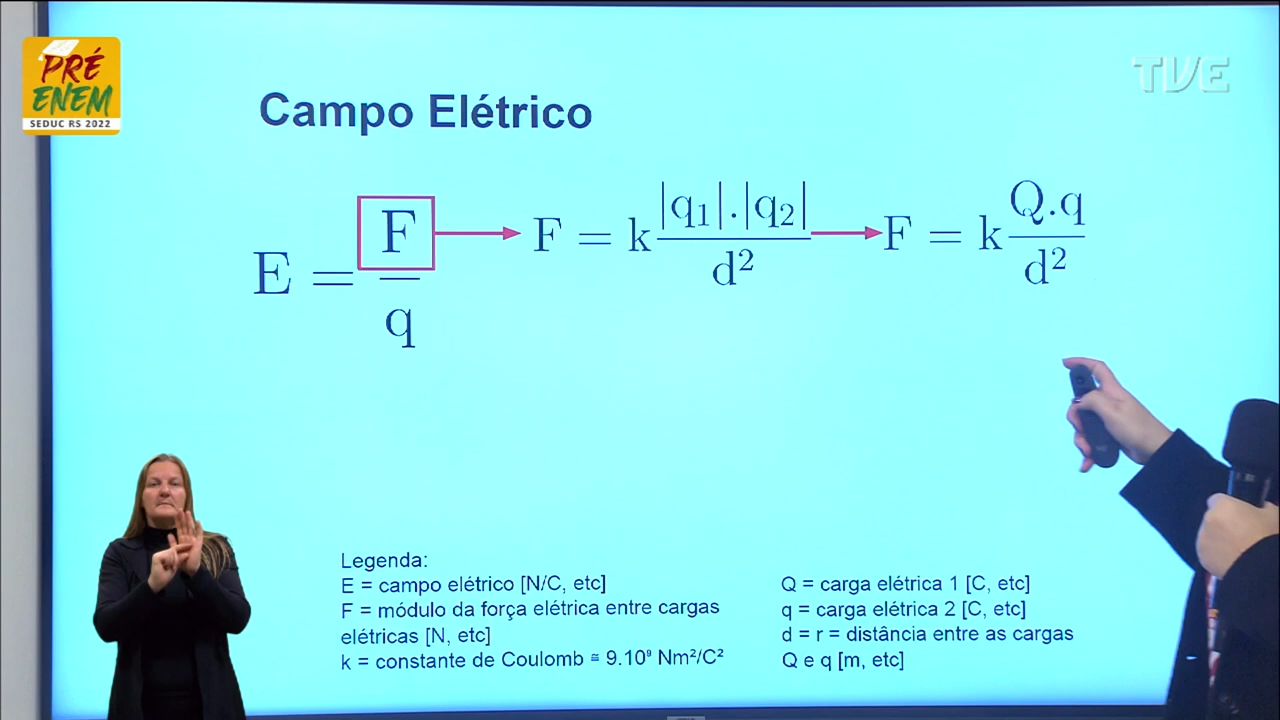 PRÉ
ENEM
SEDUC RS 2022
TVE
Campo Elétrico
E = F/q
F = k |q₁|.|q₂|/d²
F = k Q.q/d²
Legenda:
E = campo elétrico [N/C, etc]
F = módulo da força elétrica entre cargas
elétricas [N, etc]
k = constante de Coulomb ≅ 9.10⁹ Nm²/C²
Q = carga elétrica 1 [C, etc]
q = carga elétrica 2 [C, etc]
d = r = distância entre as cargas
Q e q [m, etc]